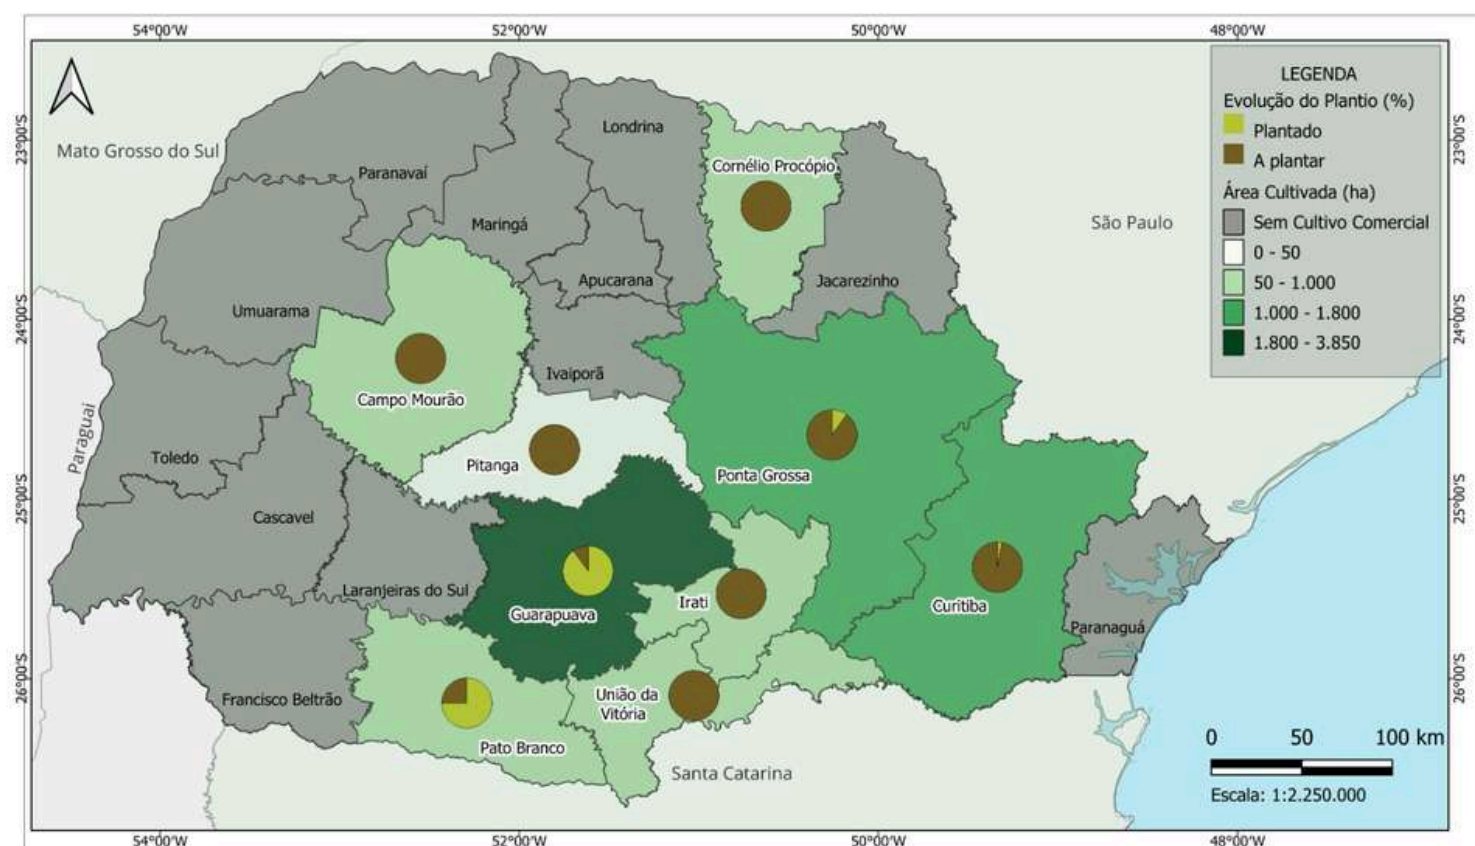 54°00'W 52°00'W 50°00'W 48°00'W
LEGENDA
Evolução do Plantio (%)
Plantado
A plantar
Área Cultivada (ha)
Sem Cultivo Comercial
0 - 50
50 - 1.000
1.000 - 1.800
1.800 - 3.850
23°00'S
23°00'S
24°00'S
24°00'S
25°00'S
25°00'S
26°00'S
26°00'S
Mato Grosso do Sul
São Paulo
Paraguai
Santa Catarina
Londrina
Cornélio Procópio
Paranavaí
Maringá
Apucarana
Jacarezinho
Umuarama
Ivaiporã
Campo Mourão
Toledo
Pitanga
Ponta Grossa
Cascavel
Laranjeiras do Sul
Guarapuava
Irati
Curitiba
Paranaguá
Francisco Beltrão
União da
Vitória
Pato Branco
0 50 100 km
Escala: 1:2.250.000
54°00'W 52°00'W 50°00'W 48°00'W